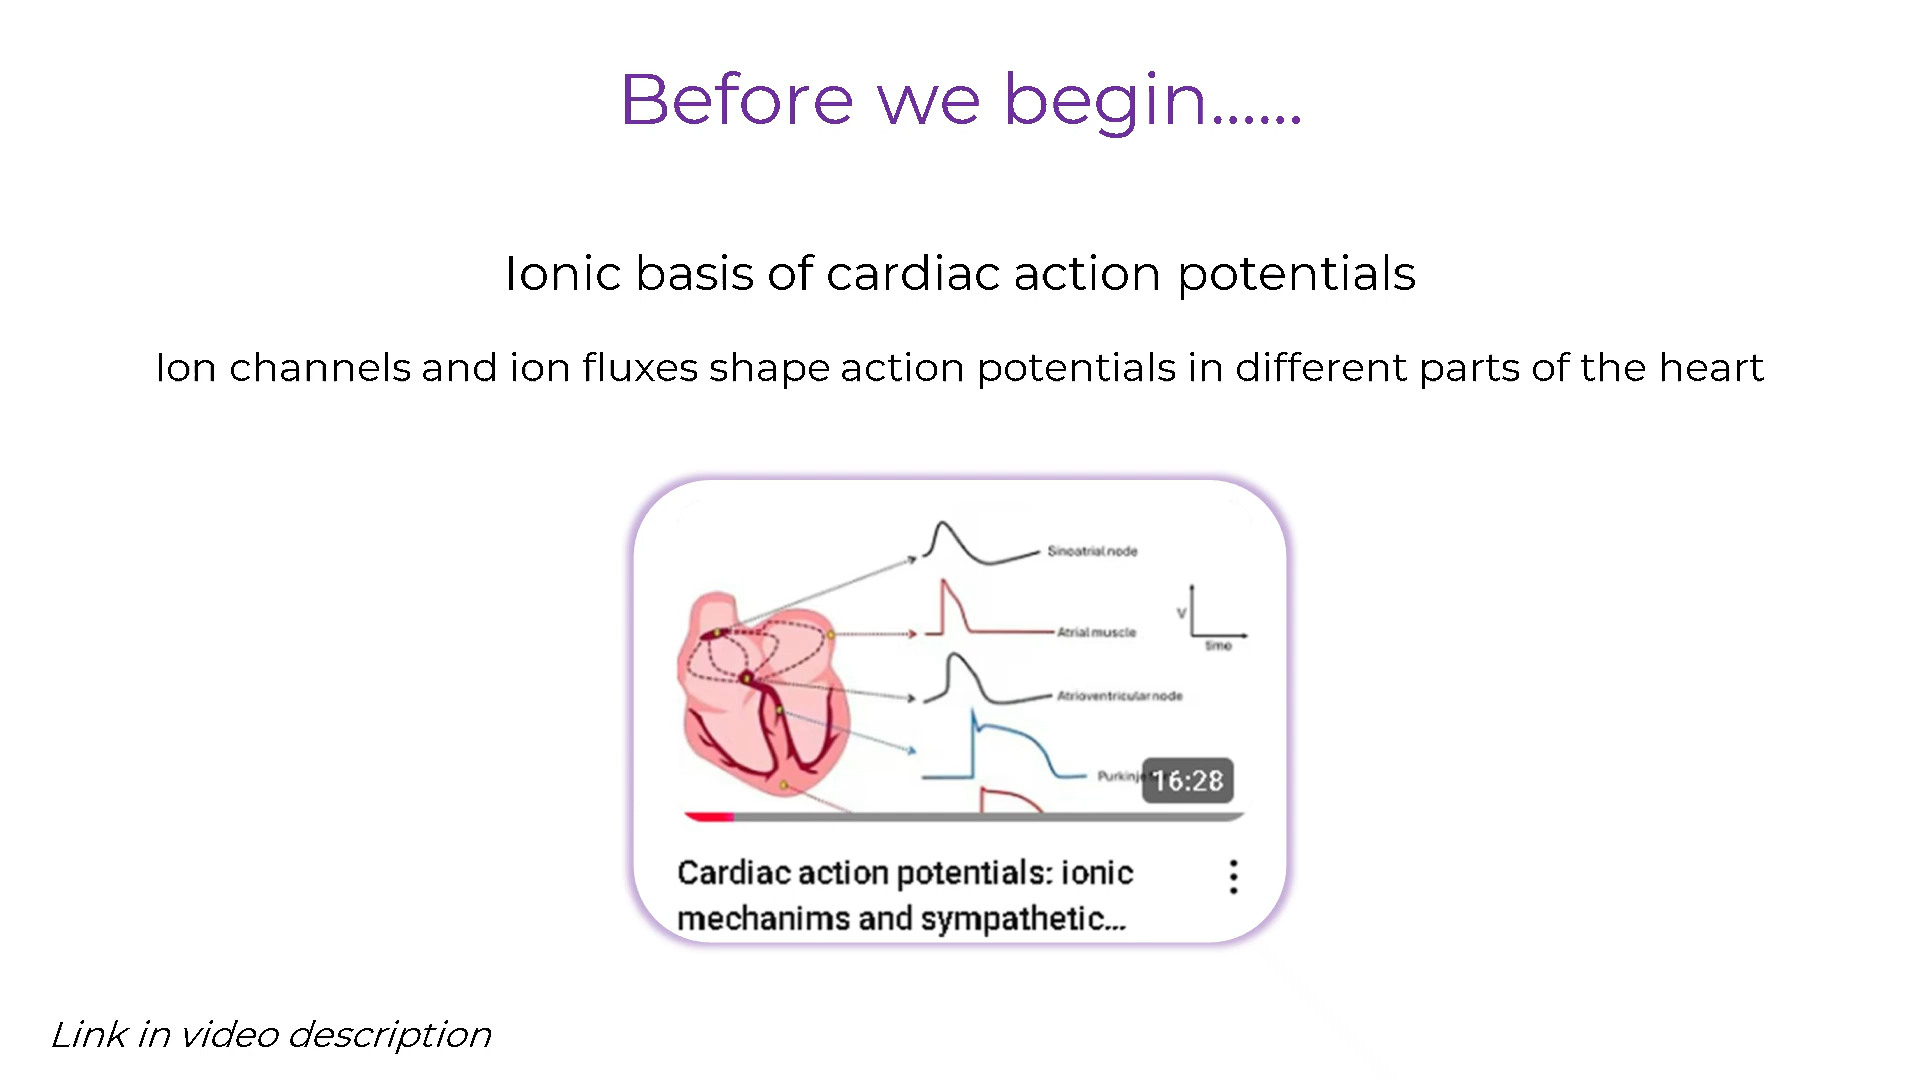 Before we begin......
Ionic basis of cardiac action potentials
Ion channels and ion fluxes shape action potentials in different parts of the heart
Sinoatrial node
Atrial muscle
V
time
Atrioventricular node
Purkinje
16:28
Cardiac action potentials: ionic
mechanims and sympathetic...
Link in video description